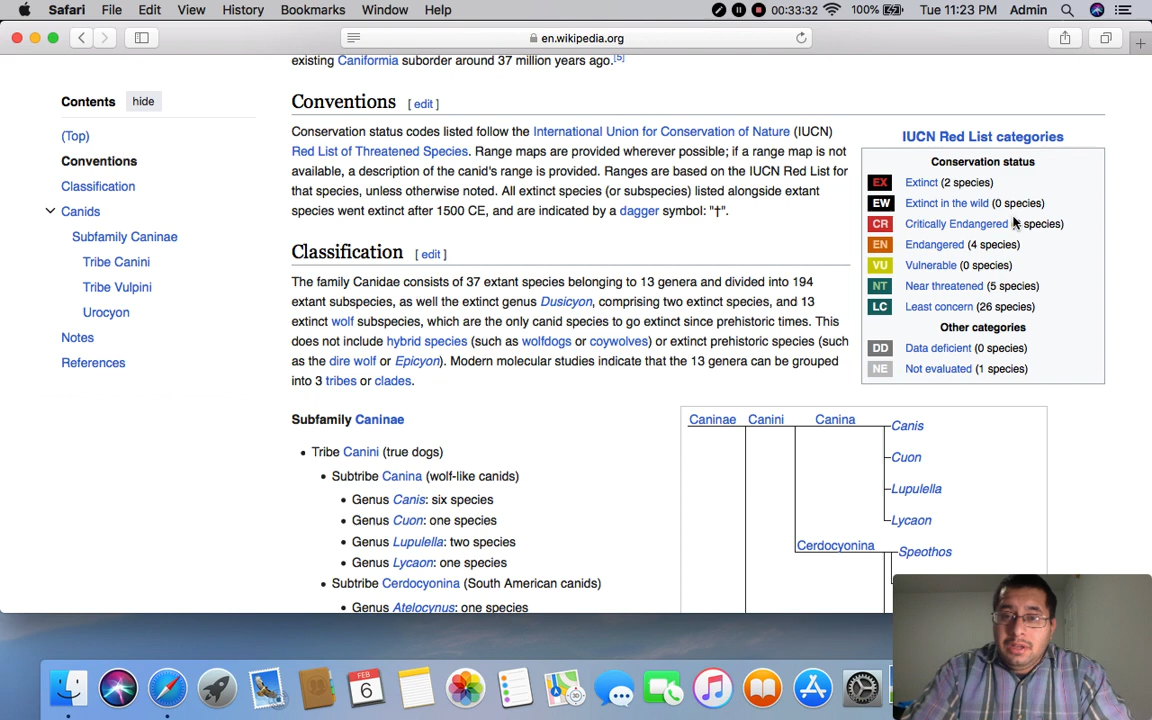 Safari File Edit View History Bookmarks Window Help 00:33:32 100% Tue 11:23 PM Admin
en.wikipedia.org
existing Caniformia suborder around 37 million years ago.[5]
Contents hide
(Top)
Conventions
Classification
Canids
Subfamily Caninae
Tribe Canini
Tribe Vulpini
Urocyon
Notes
References
Conventions [ edit ]
Conservation status codes listed follow the International Union for Conservation of Nature (IUCN)
Red List of Threatened Species. Range maps are provided wherever possible; if a range map is not
available, a description of the canid's range is provided. Ranges are based on the IUCN Red List for
that species, unless otherwise noted. All extinct species (or subspecies) listed alongside extant
species went extinct after 1500 CE, and are indicated by a dagger symbol: "†".
IUCN Red List categories
Conservation status
EX Extinct (2 species)
EW Extinct in the wild (0 species)
CR Critically Endangered species)
EN Endangered (4 species)
VU Vulnerable (0 species)
NT Near threatened (5 species)
LC Least concern (26 species)
Other categories
DD Data deficient (0 species)
NE Not evaluated (1 species)
Classification [ edit ]
The family Canidae consists of 37 extant species belonging to 13 genera and divided into 194
extant subspecies, as well the extinct genus Dusicyon, comprising two extinct species, and 13
extinct wolf subspecies, which are the only canid species to go extinct since prehistoric times. This
does not include hybrid species (such as wolfdogs or coywolves) or extinct prehistoric species (such
as the dire wolf or Epicyon). Modern molecular studies indicate that the 13 genera can be grouped
into 3 tribes or clades.
Subfamily Caninae
• Tribe Canini (true dogs)
• Subtribe Canina (wolf-like canids)
• Genus Canis: six species
• Genus Cuon: one species
• Genus Lupulella: two species
• Genus Lycaon: one species
• Subtribe Cerdocyonina (South American canids)
• Genus Atelocynus: one species
Caninae Canini Canina Canis
Cuon
Lupulella
Lycaon
Cerdocyonina Speothos
FEB
6